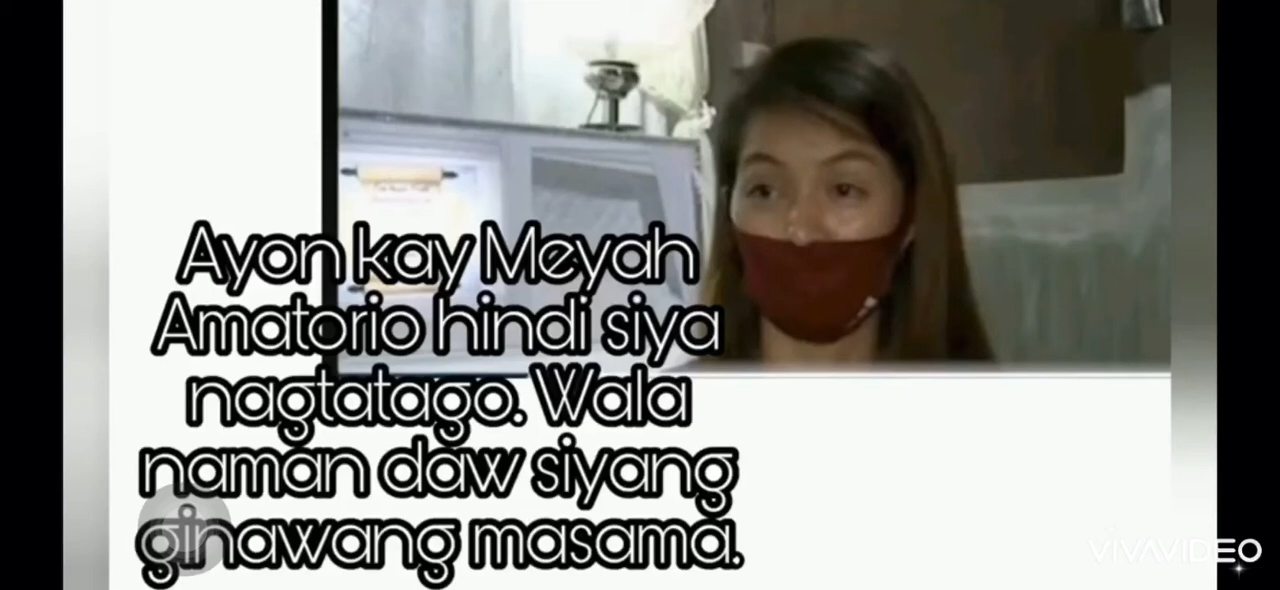 Ayon kay Meyah
Amatorio hindi siya
nagtatago. Wala
naman daw siyang
ginawang masama.
VIVAVIDEO